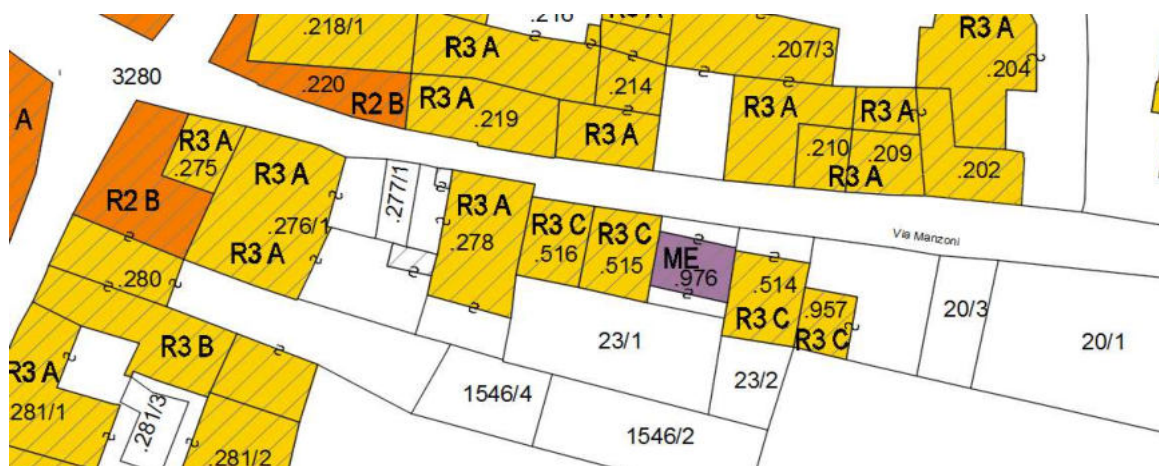 .218/1
R3 A
R3 A
.207/3
R3 A
.204
3280
.220
R2 B
R3 A
.219
.214
R3 A
R3 A
R3 A
.210
.209
R3 A
.202
A
R3 A
.275
R2 B
R3 A
.276/1
R3 A
.277/1
R3 A
.278
R3 C
.516
R3 C
.515
ME
.976
Via Manzoni
.514
R3 C
.957
R3 C
20/3
20/1
.280
R3 B
23/1
23/2
R3 A
.281/1
.281/3
.281/2
1546/4
1546/2